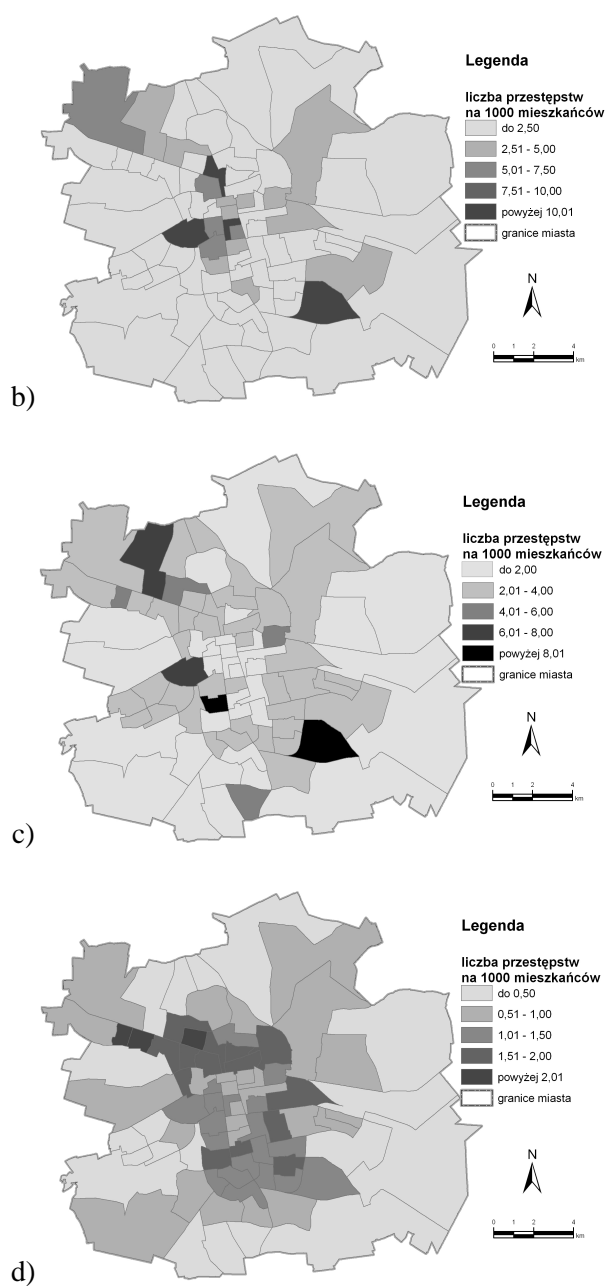 Legenda
liczba przestępstw
na 1000 mieszkańców
do 2,50
2,51 - 5,00
5,01 - 7,50
7,51 - 10,00
powyżej 10,01
granice miasta
N
0 1 2 4
km
b)
Legenda
liczba przestępstw
na 1000 mieszkańców
do 2,00
2,01 - 4,00
4,01 - 6,00
6,01 - 8,00
powyżej 8,01
granice miasta
N
0 1 2 4
km
c)
Legenda
liczba przestępstw
na 1000 mieszkańców
do 0,50
0,51 - 1,00
1,01 - 1,50
1,51 - 2,00
powyżej 2,01
granice miasta
N
0 1 2 4
km
d)